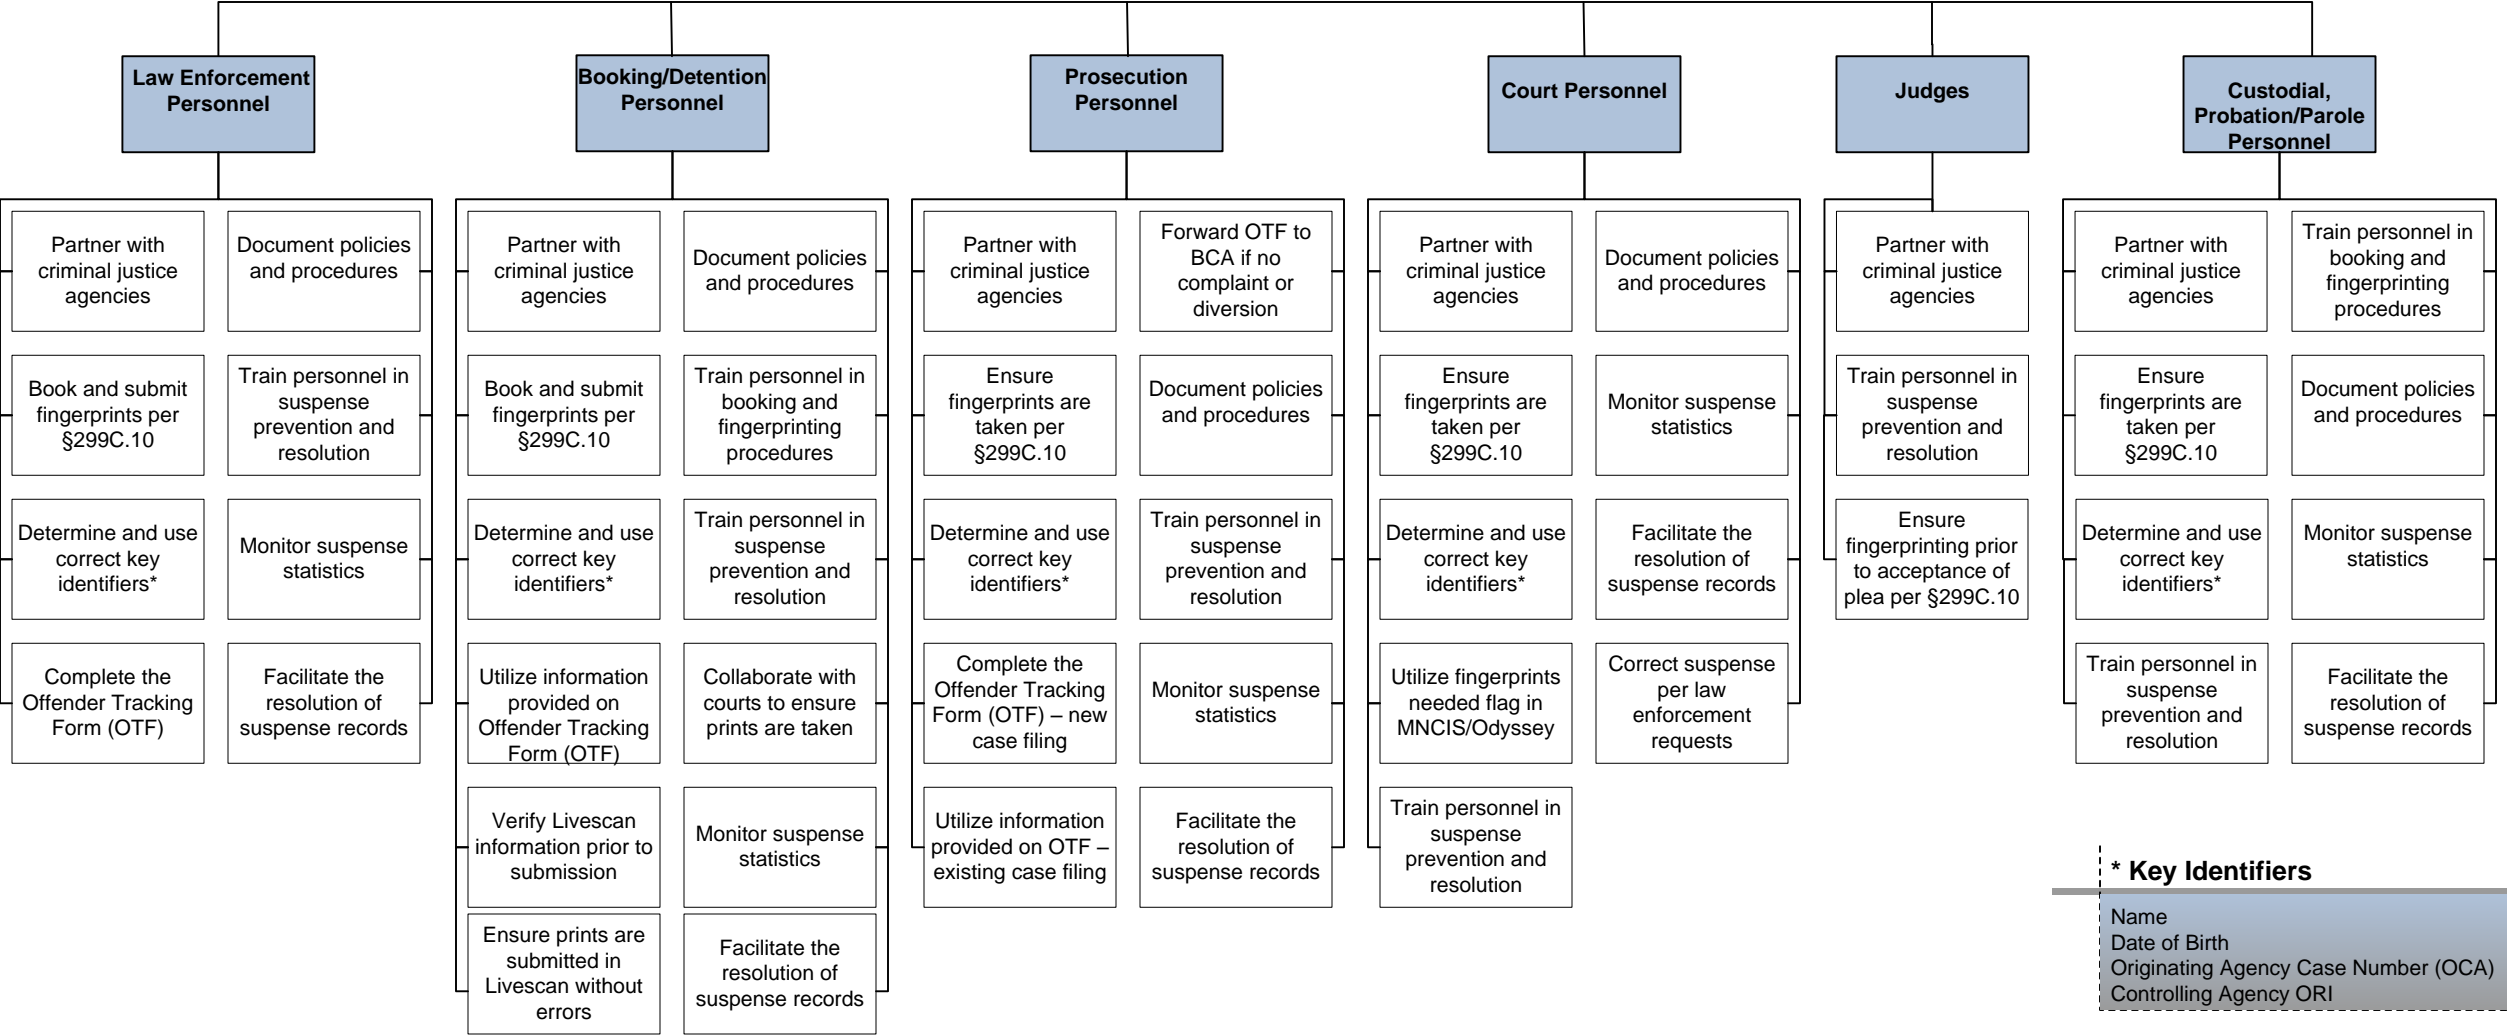 Law Enforcement
Personnel
Booking/Detention
Personnel
Prosecution
Personnel
Court Personnel
Judges
Custodial,
Probation/Parole
Personnel
Partner with
criminal justice
agencies
Document policies
and procedures
Book and submit
fingerprints per
§299C.10
Train personnel in
suspense
prevention and
resolution
Determine and use
correct key
identifiers*
Monitor suspense
statistics
Complete the
Offender Tracking
Form (OTF)
Facilitate the
resolution of
suspense records
Partner with
criminal justice
agencies
Document policies
and procedures
Book and submit
fingerprints per
§299C.10
Train personnel in
booking and
fingerprinting
procedures
Determine and use
correct key
identifiers*
Train personnel in
suspense
prevention and
resolution
Utilize information
provided on
Offender Tracking
Form (OTF)
Collaborate with
courts to ensure
prints are taken
Verify Livescan
information prior to
submission
Monitor suspense
statistics
Ensure prints are
submitted in
Livescan without
errors
Facilitate the
resolution of
suspense records
Partner with
criminal justice
agencies
Forward OTF to
BCA if no
complaint or
diversion
Ensure
fingerprints are
taken per
§299C.10
Document policies
and procedures
Determine and use
correct key
identifiers*
Train personnel in
suspense
prevention and
resolution
Complete the
Offender Tracking
Form (OTF) – new
case filing
Monitor suspense
statistics
Utilize information
provided on OTF –
existing case filing
Facilitate the
resolution of
suspense records
Partner with
criminal justice
agencies
Document policies
and procedures
Ensure
fingerprints are
taken per
§299C.10
Monitor suspense
statistics
Determine and use
correct key
identifiers*
Facilitate the
resolution of
suspense records
Utilize fingerprints
needed flag in
MNCIS/Odyssey
Correct suspense
per law
enforcement
requests
Train personnel in
suspense
prevention and
resolution
Partner with
criminal justice
agencies
Train personnel in
suspense
prevention and
resolution
Ensure
fingerprinting prior
to acceptance of
plea per §299C.10
Partner with
criminal justice
agencies
Train personnel in
booking and
fingerprinting
procedures
Ensure
fingerprints are
taken per
§299C.10
Document policies
and procedures
Determine and use
correct key
identifiers*
Monitor suspense
statistics
Train personnel in
suspense
prevention and
resolution
Facilitate the
resolution of
suspense records
* Key Identifiers
Name
Date of Birth
Originating Agency Case Number (OCA)
Controlling Agency ORI